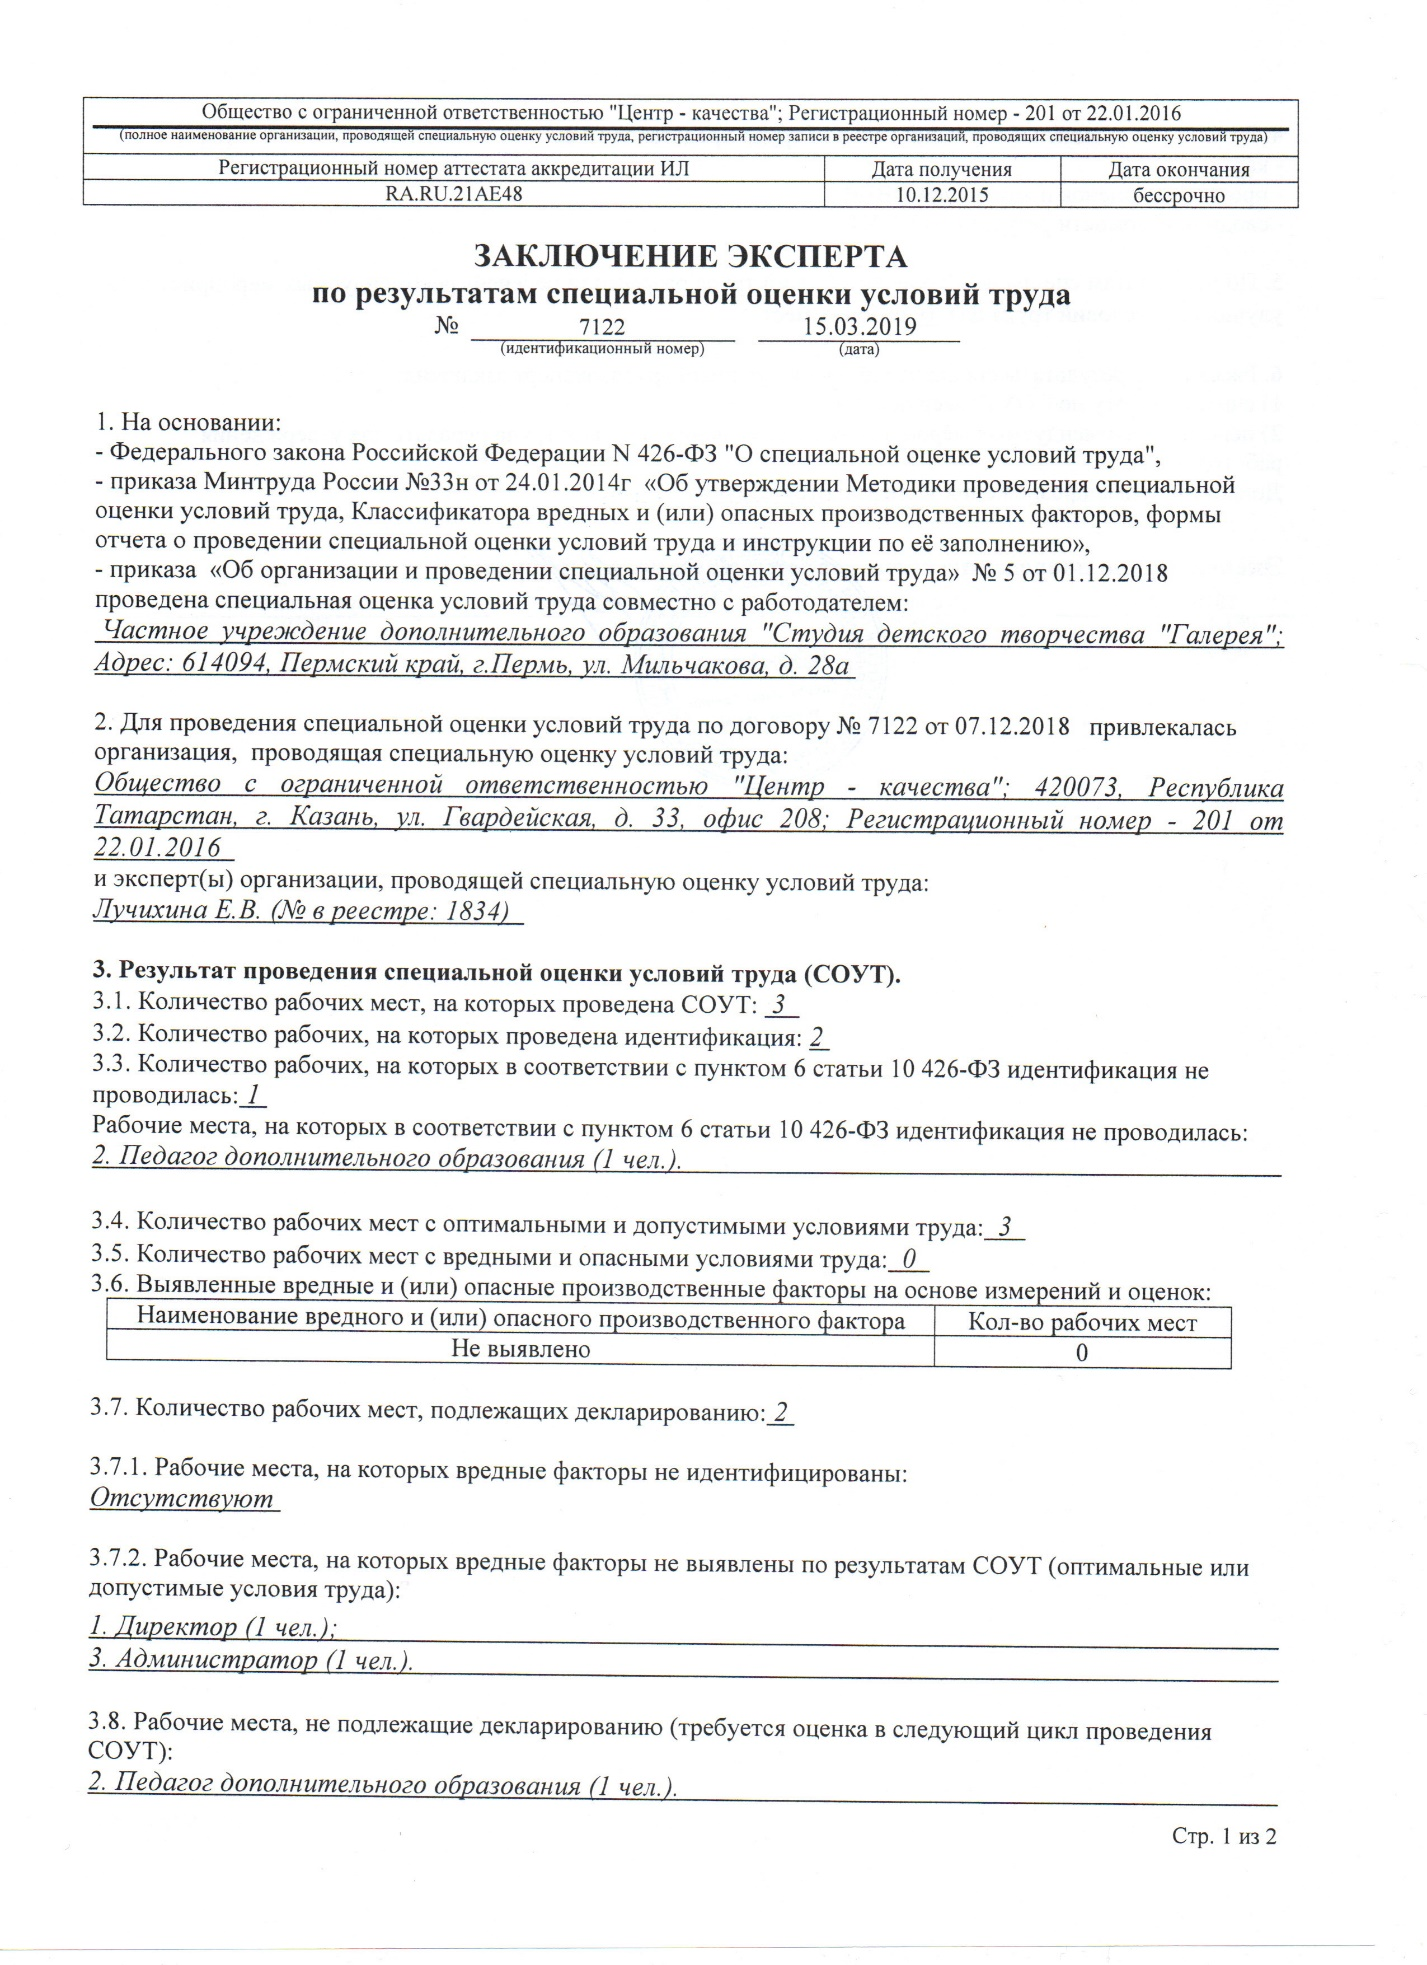 Общество с ограниченной ответственностью "Центр - качества"; Регистрационный номер - 201 от 22.01.2016
(полное наименование организации, проводящей специальную оценку условий труда, регистрационный номер записи в реестре организаций, проводящих специальную оценку условий труда)
Регистрационный номер аттестата аккредитации ИЛ Дата получения Дата окончания
RA.RU.21АЕ48 10.12.2015 бессрочно
ЗАКЛЮЧЕНИЕ ЭКСПЕРТА
по результатам специальной оценки условий труда
№ 7122 15.03.2019
(идентификационный номер) (дата)
1. На основании:
- Федерального закона Российской Федерации N 426-ФЗ "О специальной оценке условий труда",
- приказа Минтруда России №33н от 24.01.2014г «Об утверждении Методики проведения специальной
оценки условий труда, Классификатора вредных и (или) опасных производственных факторов, формы
отчета о проведении специальной оценки условий труда и инструкции по её заполнению»,
- приказа «Об организации и проведении специальной оценки условий труда» № 5 от 01.12.2018
проведена специальная оценка условий труда совместно с работодателем:
Частное учреждение дополнительного образования "Студия детского творчества "Галерея";
Адрес: 614094, Пермский край, г.Пермь, ул. Мильчакова, д. 28а
2. Для проведения специальной оценки условий труда по договору № 7122 от 07.12.2018 привлекалась
организация, проводящая специальную оценку условий труда:
Общество с ограниченной ответственностью "Центр - качества"; 420073, Республика
Татарстан, г. Казань, ул. Гвардейская, д. 33, офис 208; Регистрационный номер - 201 от
22.01.2016
и эксперт(ы) организации, проводящей специальную оценку условий труда:
Лучихина Е.В. (№ в реестре: 1834)
3. Результат проведения специальной оценки условий труда (СОУТ).
3.1. Количество рабочих мест, на которых проведена СОУТ: 3
3.2. Количество рабочих, на которых проведена идентификация: 2
3.3. Количество рабочих, на которых в соответствии с пунктом 6 статьи 10 426-ФЗ идентификация не
проводилась: 1
Рабочие места, на которых в соответствии с пунктом 6 статьи 10 426-ФЗ идентификация не проводилась:
2. Педагог дополнительного образования (1 чел.).
3.4. Количество рабочих мест с оптимальными и допустимыми условиями труда: 3
3.5. Количество рабочих мест с вредными и опасными условиями труда: 0
3.6. Выявленные вредные и (или) опасные производственные факторы на основе измерений и оценок:
Наименование вредного и (или) опасного производственного фактора Кол-во рабочих мест
Не выявлено 0
3.7. Количество рабочих мест, подлежащих декларированию: 2
3.7.1. Рабочие места, на которых вредные факторы не идентифицированы:
Отсутствуют
3.7.2. Рабочие места, на которых вредные факторы не выявлены по результатам СОУТ (оптимальные или
допустимые условия труда):
1. Директор (1 чел.);
3. Администратор (1 чел.).
3.8. Рабочие места, не подлежащие декларированию (требуется оценка в следующий цикл проведения
СОУТ):
2. Педагог дополнительного образования (1 чел.).
Стр. 1 из 2